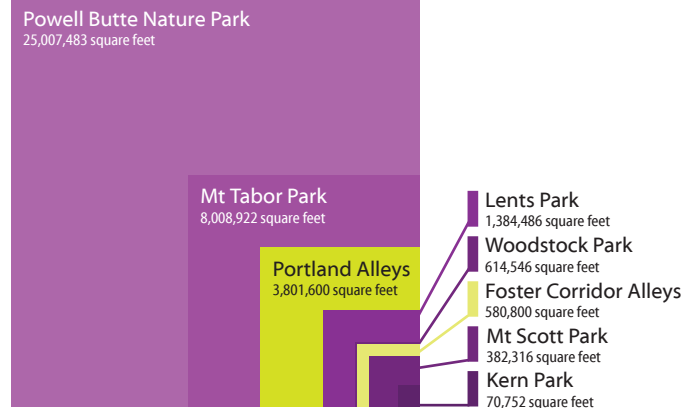 Powell Butte Nature Park
25,007,483 square feet
Mt Tabor Park
8,008,922 square feet
Portland Alleys
3,801,600 square feet
Lents Park
1,384,486 square feet
Woodstock Park
614,546 square feet
Foster Corridor Alleys
580,800 square feet
Mt Scott Park
382,316 square feet
Kern Park
70,752 square feet